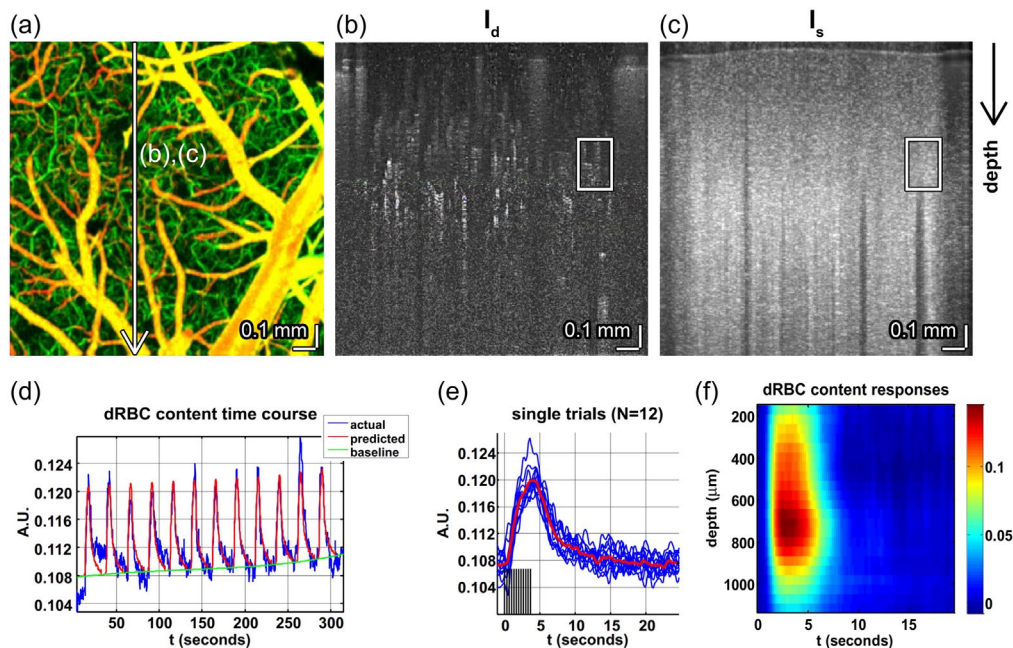 (a)
(b),(c)
0.1 mm
(b)
I_d
0.1 mm
(c)
I_s
depth
0.1 mm
(d)
dRBC content time course
actual
predicted
baseline
A.U.
0.124
0.120
0.116
0.112
0.108
0.104
50 100 150 200 250 300
t (seconds)
(e)
single trials (N=12)
A.U.
0.124
0.120
0.116
0.112
0.108
0.104
0 5 10 15 20
t (seconds)
(f)
dRBC content responses
depth (μm)
200
400
600
800
1000
0 5 10 15
t (seconds)
0.1
0.05
0